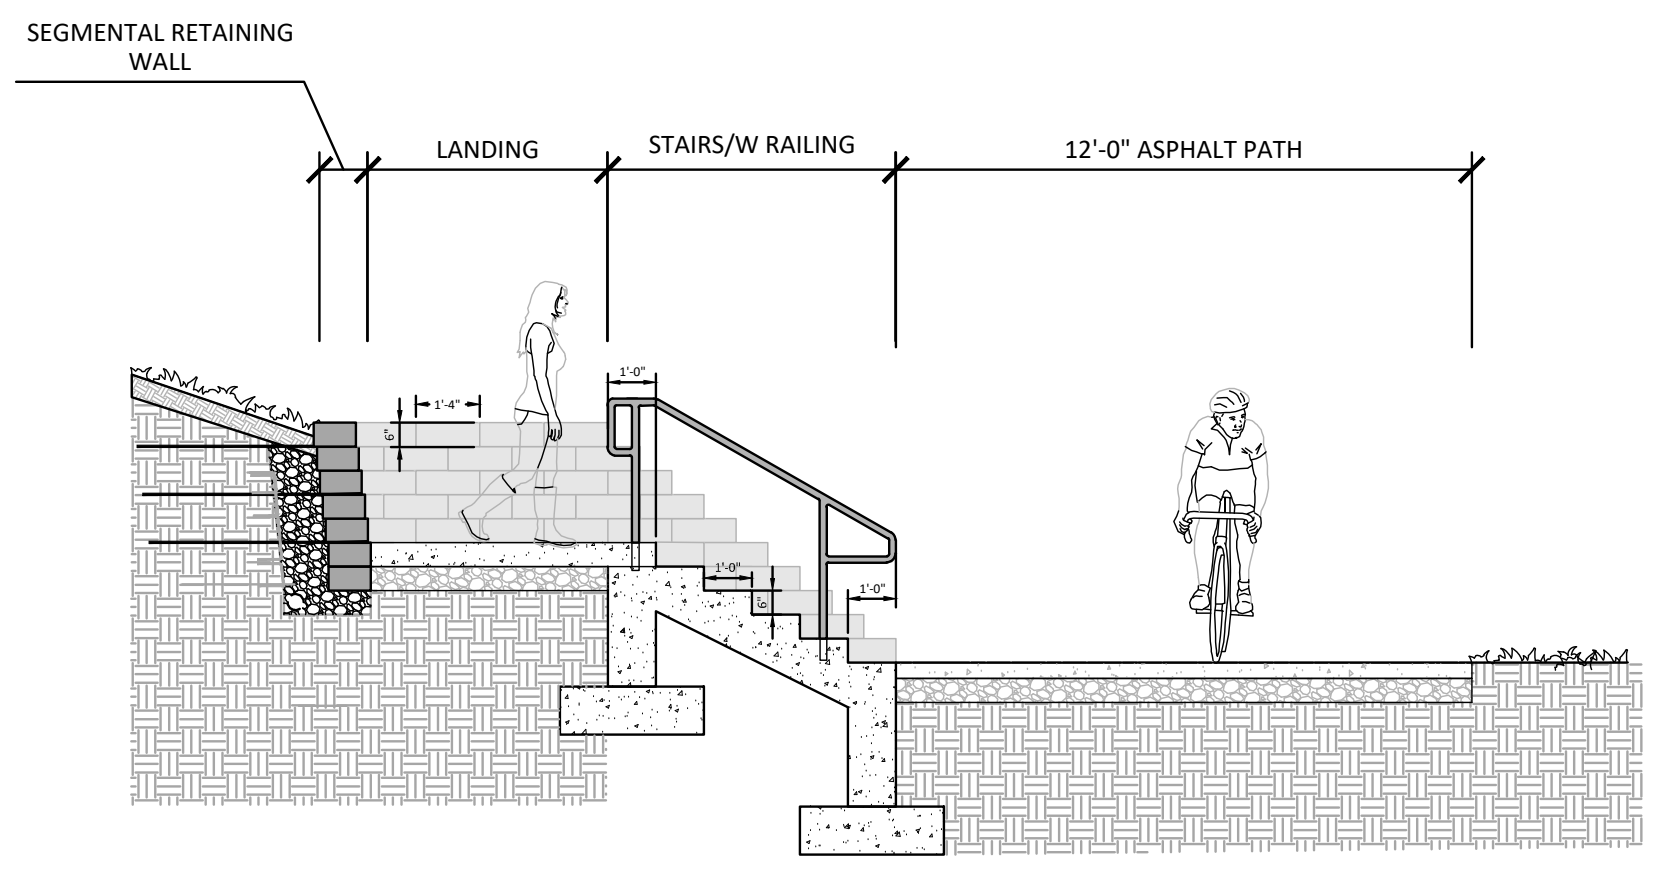 SEGMENTAL RETAINING
WALL
LANDING
STAIRS/W RAILING
12'-0" ASPHALT PATH
1'-0"
1'-4"
6"
1'-0"
6"
1'-0"